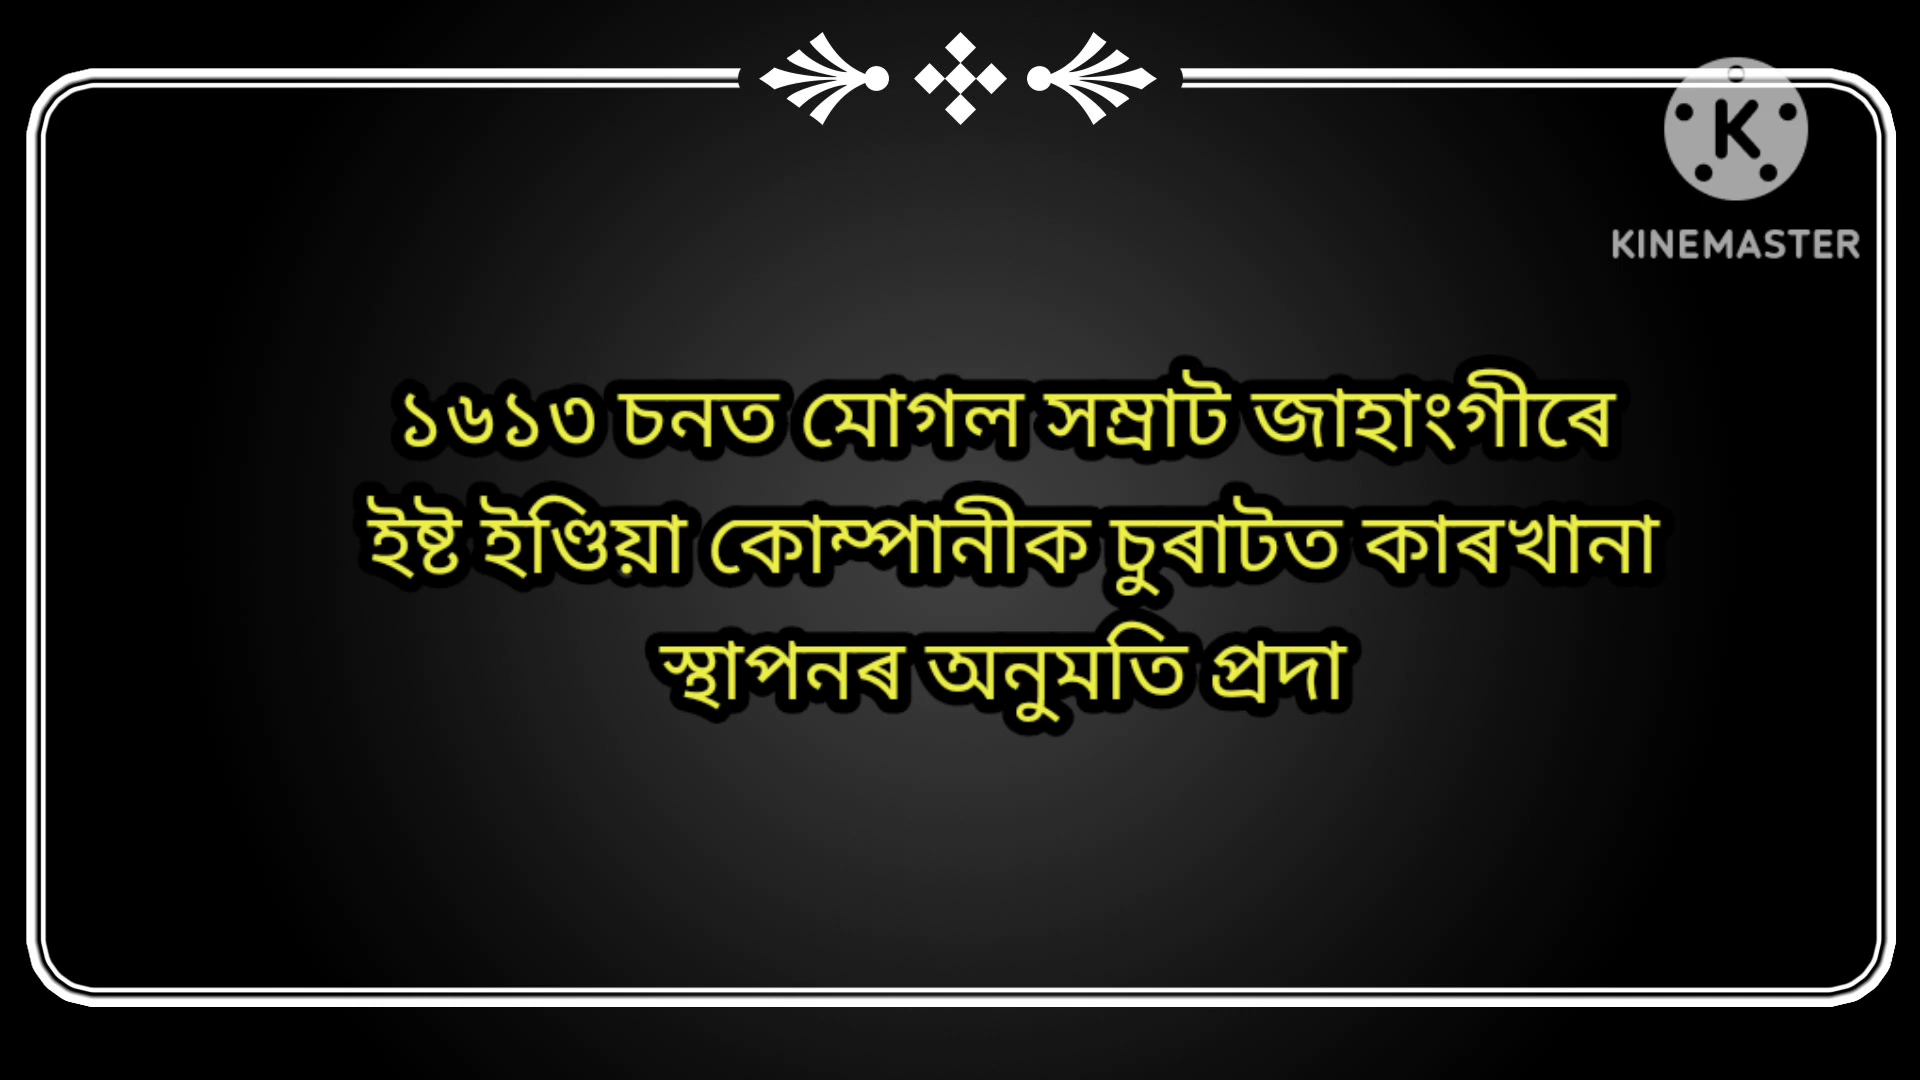 KINEMASTER
১৬১৩ চনত মোগল সম্ৰাট জাহাংগীৰে
ইষ্ট ইণ্ডিয়া কোম্পানীক চুৰাটত কাৰখানা
স্থাপনৰ অনুমতি প্ৰদা